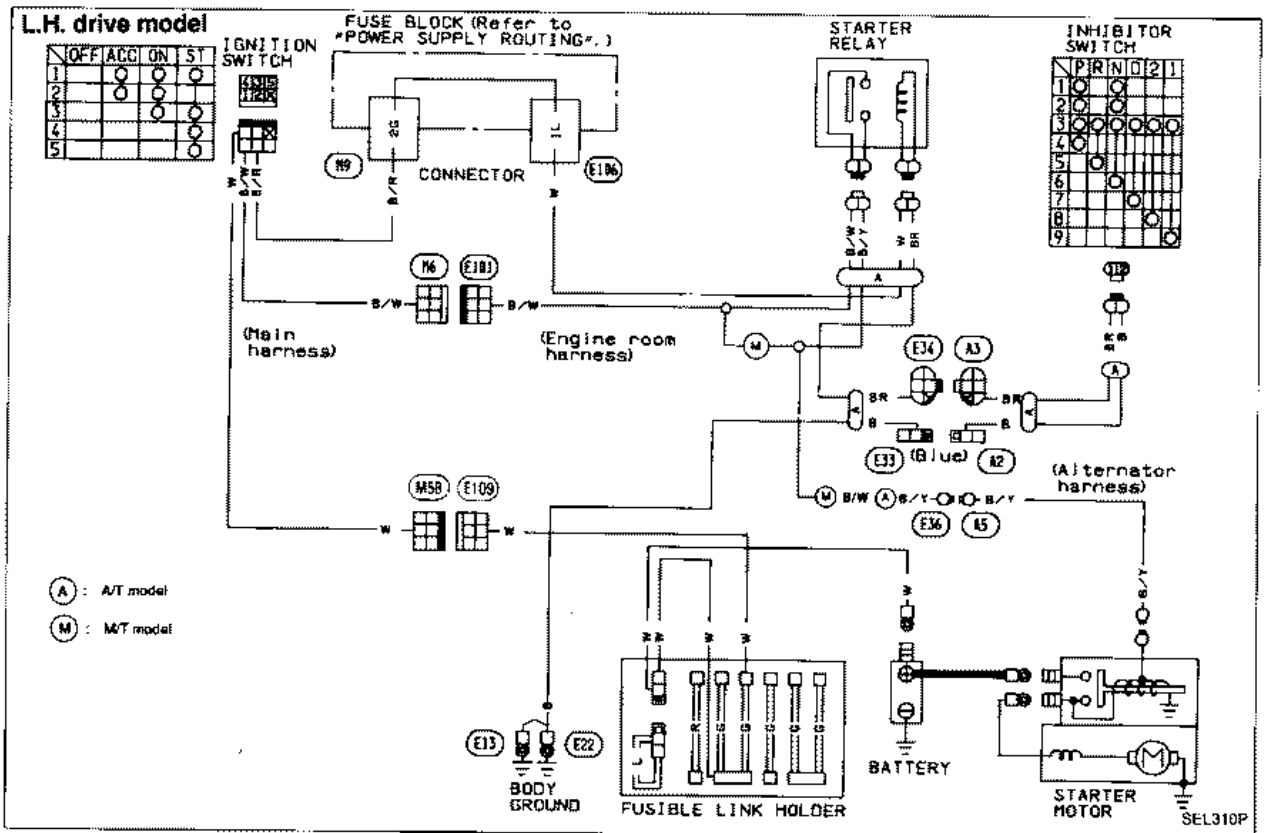 L.H. drive model
OFF ACC ON ST
1
2
3
4
5
IGNITION
SWITCH
FUSE BLOCK (Refer to
"POWER SUPPLY ROUTING".)
2G
1L
M9
CONNECTOR
E106
STARTER
RELAY
INHIBITOR
SWITCH
P R N D 2 1
1
2
3
4
5
6
7
8
9
W
B/W
B/R
B/R
W
B/W
B/Y
W
BR
A
M6
E101
B/W
B/W
(Main
harness)
(Engine room
harness)
M
E34
A3
BR
B
A
A
BR
BR
A
B
B
E33
(Blue)
A2
(Alternator
harness)
M B/W A B/Y B/Y
E36
A5
M58
E109
W
W
A : A/T model
M : M/T model
W
B/Y
W
W
W
W
B
E13
E22
BODY
GROUND
L
R
G
G
G
G
G
FUSIBLE LINK HOLDER
BATTERY
M
STARTER
MOTOR
SEL310P